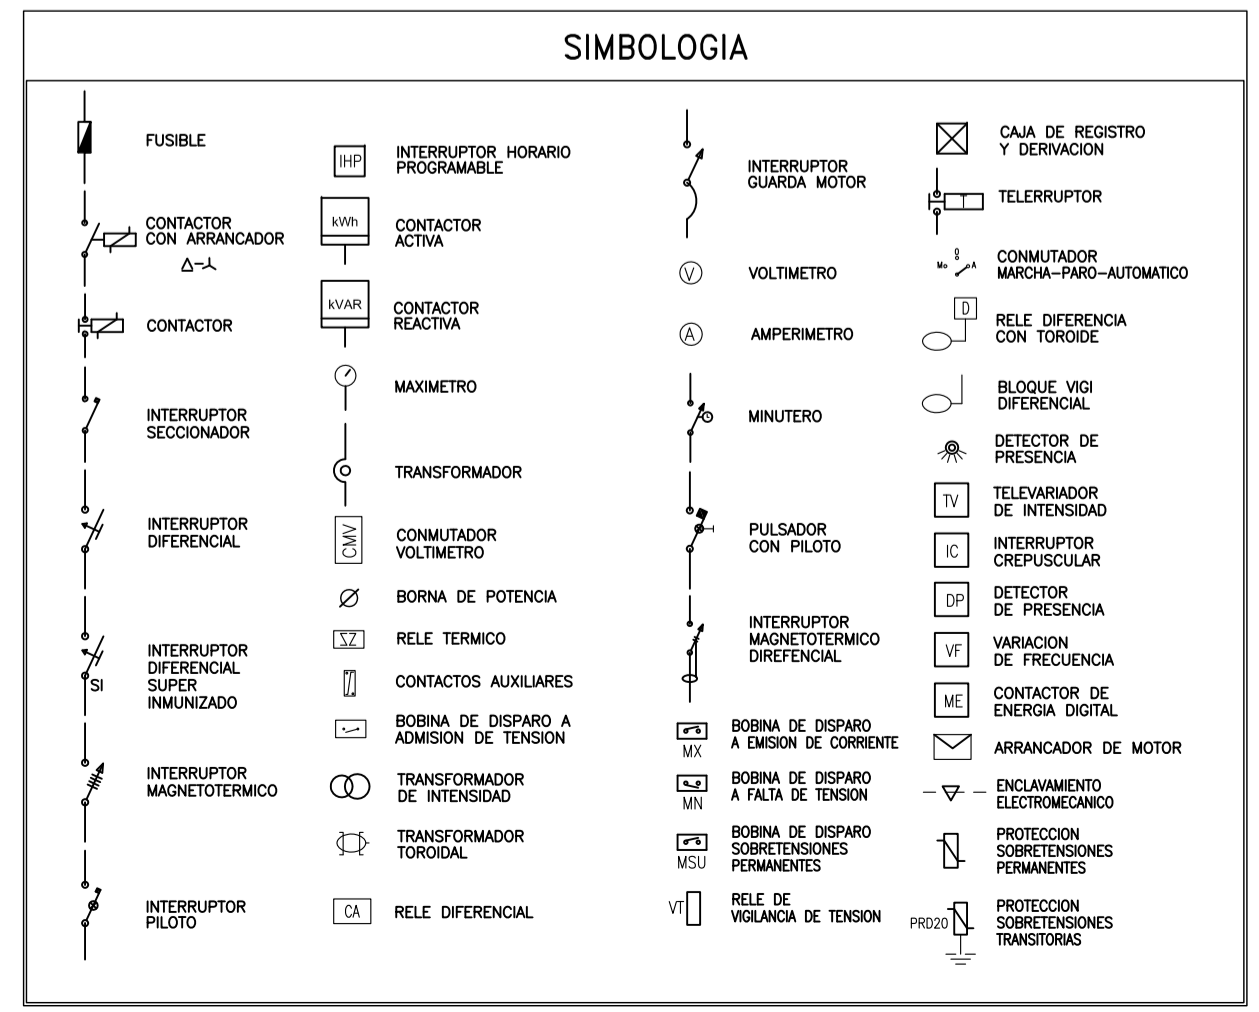 SIMBOLOGIA
FUSIBLE
CONTACTOR
CON ARRANCADOR
CONTACTOR
INTERRUPTOR
SECCIONADOR
INTERRUPTOR
DIFERENCIAL
SI
INTERRUPTOR
DIFERENCIAL
SUPER
INMUNIZADO
INTERRUPTOR
MAGNETOTERMICO
INTERRUPTOR
PILOTO
IHP
INTERRUPTOR HORARIO
PROGRAMABLE
kWh
CONTACTOR
ACTIVA
kVAR
CONTACTOR
REACTIVA
MAXIMETRO
TRANSFORMADOR
CMV
CONMUTADOR
VOLTIMETRO
BORNA DE POTENCIA
RELE TERMICO
CONTACTOS AUXILIARES
BOBINA DE DISPARO A
ADMISION DE TENSION
TRANSFORMADOR
DE INTENSIDAD
TRANSFORMADOR
TOROIDAL
CA
RELE DIFERENCIAL
INTERRUPTOR
GUARDA MOTOR
V
VOLTIMETRO
A
AMPERIMETRO
MINUTERO
PULSADOR
CON PILOTO
INTERRUPTOR
MAGNETOTERMICO
DIREFENCIAL
MX
BOBINA DE DISPARO
A EMISION DE CORRIENTE
MN
BOBINA DE DISPARO
A FALTA DE TENSION
MSU
BOBINA DE DISPARO
SOBRETENSIONES
PERMANENTES
VT
RELE DE
VIGILANCIA DE TENSION
CAJA DE REGISTRO
Y DERIVACION
T
TELERRUPTOR
0
M A
CONMUTADOR
MARCHA-PARO-AUTOMATICO
D
RELE DIFERENCIA
CON TOROIDE
BLOQUE VIGI
DIFERENCIAL
DETECTOR DE
PRESENCIA
TV
TELEVARIADOR
DE INTENSIDAD
IC
INTERRUPTOR
CREPUSCULAR
DP
DETECTOR
DE PRESENCIA
VF
VARIACION
DE FRECUENCIA
ME
CONTACTOR DE
ENERGIA DIGITAL
ARRANCADOR DE MOTOR
ENCLAVAMIENTO
ELECTROMECANICO
PROTECCION
SOBRETENSIONES
PERMANENTES
PRD20
PROTECCION
SOBRETENSIONES
TRANSITORIAS